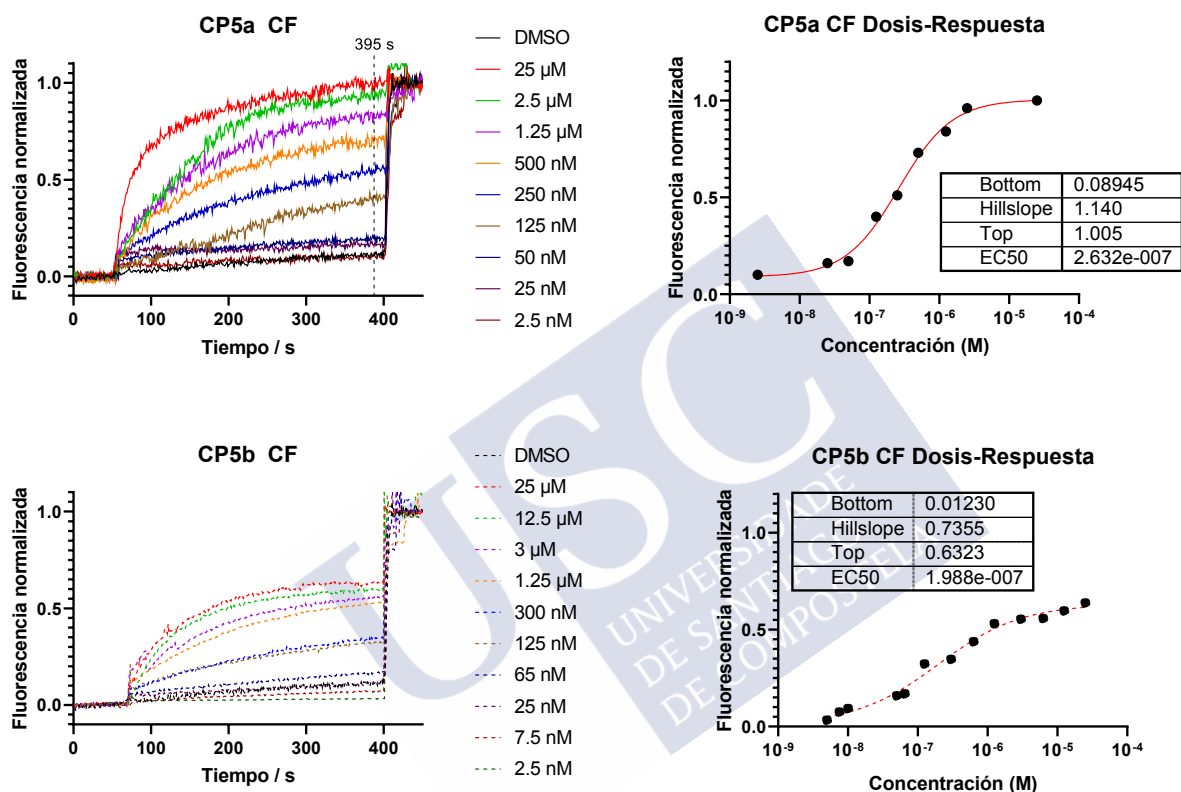 CP5a CF
395 s
Fluorescencia normalizada
1.0
0.5
0.0
0
100
200
300
400
Tiempo / s
DMSO
25 µM
2.5 µM
1.25 µM
500 nM
250 nM
125 nM
50 nM
25 nM
2.5 nM
CP5a CF Dosis-Respuesta
Fluorescencia normalizada
1.0
0.5
0.0
10-9
10-8
10-7
10-6
10-5
10-4
Concentración (M)
Bottom 0.08945
Hillslope 1.140
Top 1.005
EC50 2.632e-007
CP5b CF
Fluorescencia normalizada
1.0
0.5
0.0
0
100
200
300
400
Tiempo / s
DMSO
25 µM
12.5 µM
3 µM
1.25 µM
300 nM
125 nM
65 nM
25 nM
7.5 nM
2.5 nM
CP5b CF Dosis-Respuesta
Fluorescencia normalizada
1.0
0.5
0.0
10-9
10-8
10-7
10-6
10-5
10-4
Concentración (M)
Bottom 0.01230
Hillslope 0.7355
Top 0.6323
EC50 1.988e-007
USC
UNIVERSIDADE
DE SANTIAGO
DE COMPOSTELA